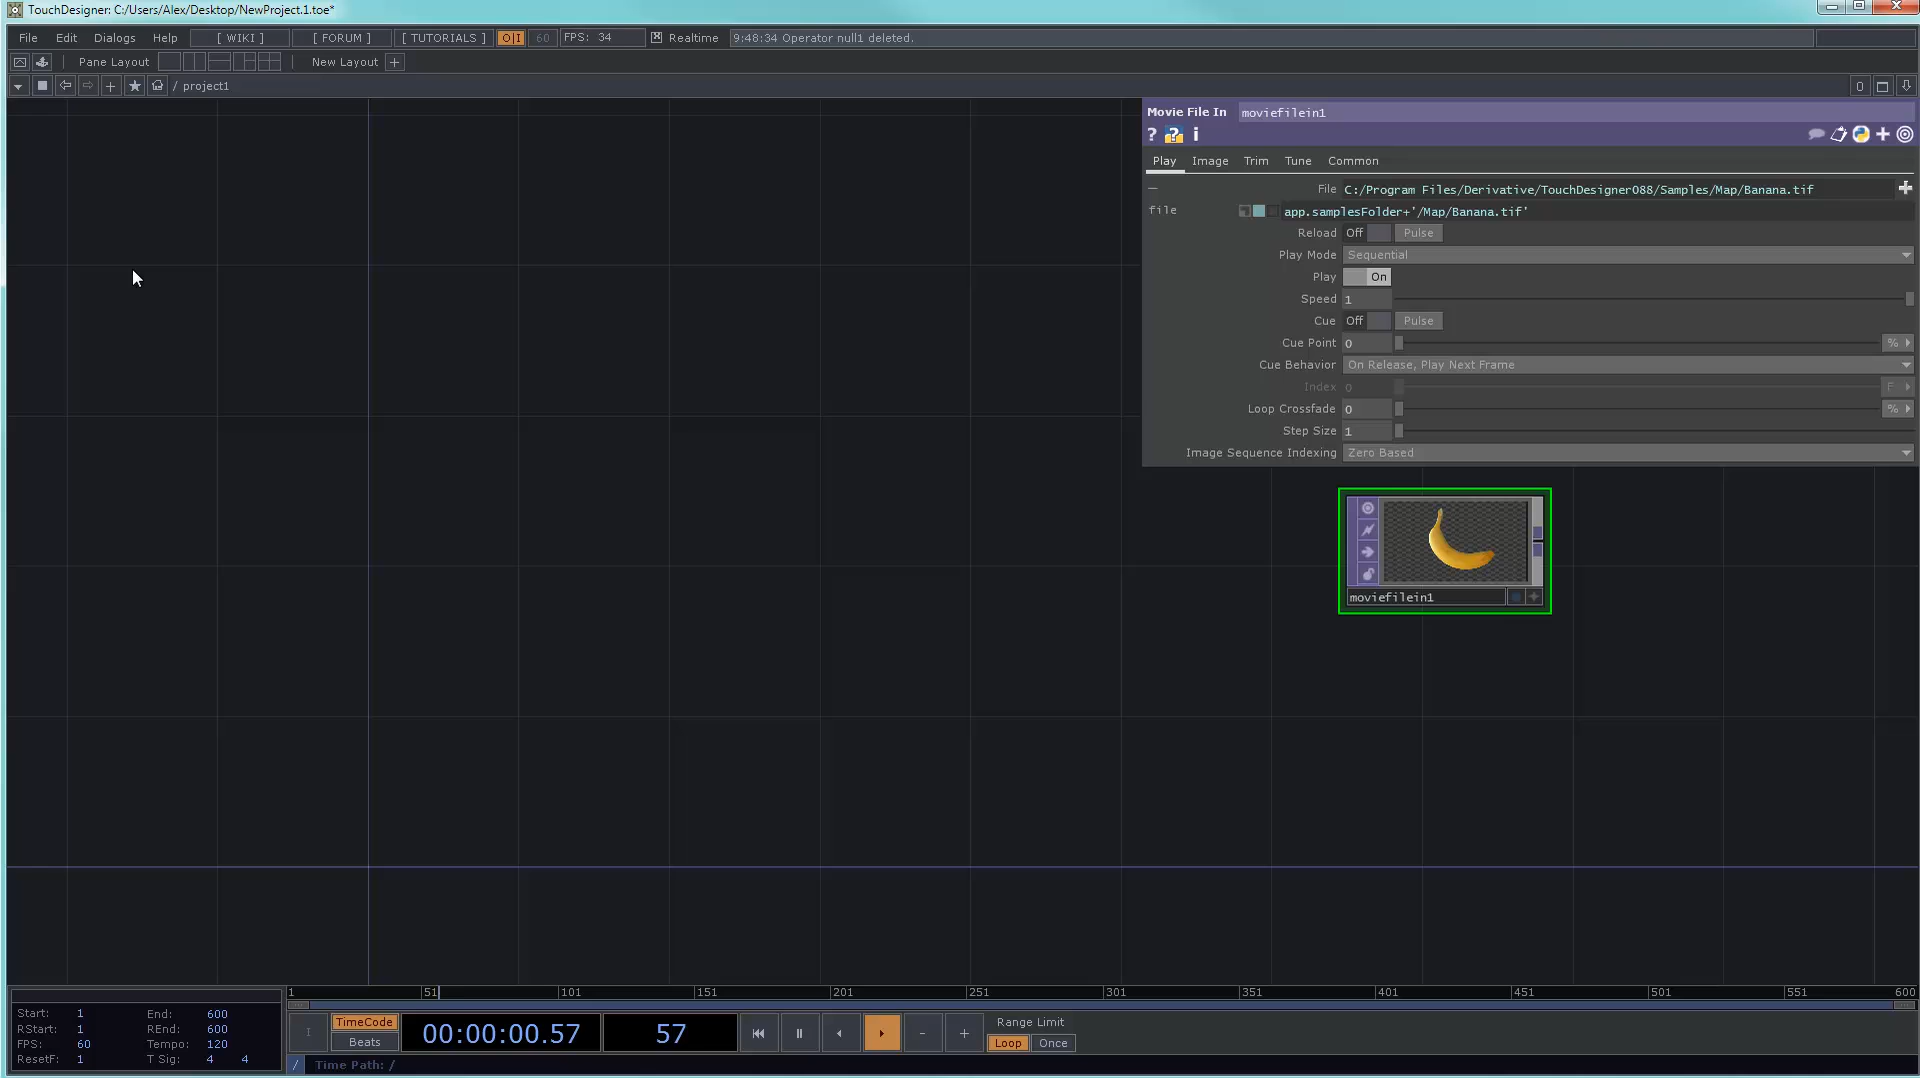 TouchDesigner: C:/Users/Alex/Desktop/NewProject.1.toe*
File Edit Dialogs Help [ WIKI ] [ FORUM ] [ TUTORIALS ] O|I 60 FPS: 34 Realtime 9:48:34 Operator null1 deleted.
Pane Layout New Layout +
/ project1 0
Movie File In moviefilein1
? ? i
Play Image Trim Tune Common
File C:/Program Files/Derivative/TouchDesigner088/Samples/Map/Banana.tif
file app.samplesFolder+'/Map/Banana.tif'
Reload Off Pulse
Play Mode Sequential
Play On
Speed 1
Cue Off Pulse
Cue Point 0 %
Cue Behavior On Release, Play Next Frame
Index 0 F
Loop Crossfade 0 %
Step Size 1
Image Sequence Indexing Zero Based
moviefilein1
1 51 101 151 201 251 301 351 401 451 501 551 600
Start: 1 End: 600
RStart: 1 REnd: 600
FPS: 60 Tempo: 120
ResetF: 1 T Sig: 4 4
TimeCode
Beats
00:00:00.57
57
- +
Range Limit
Loop Once
/ Time Path: /